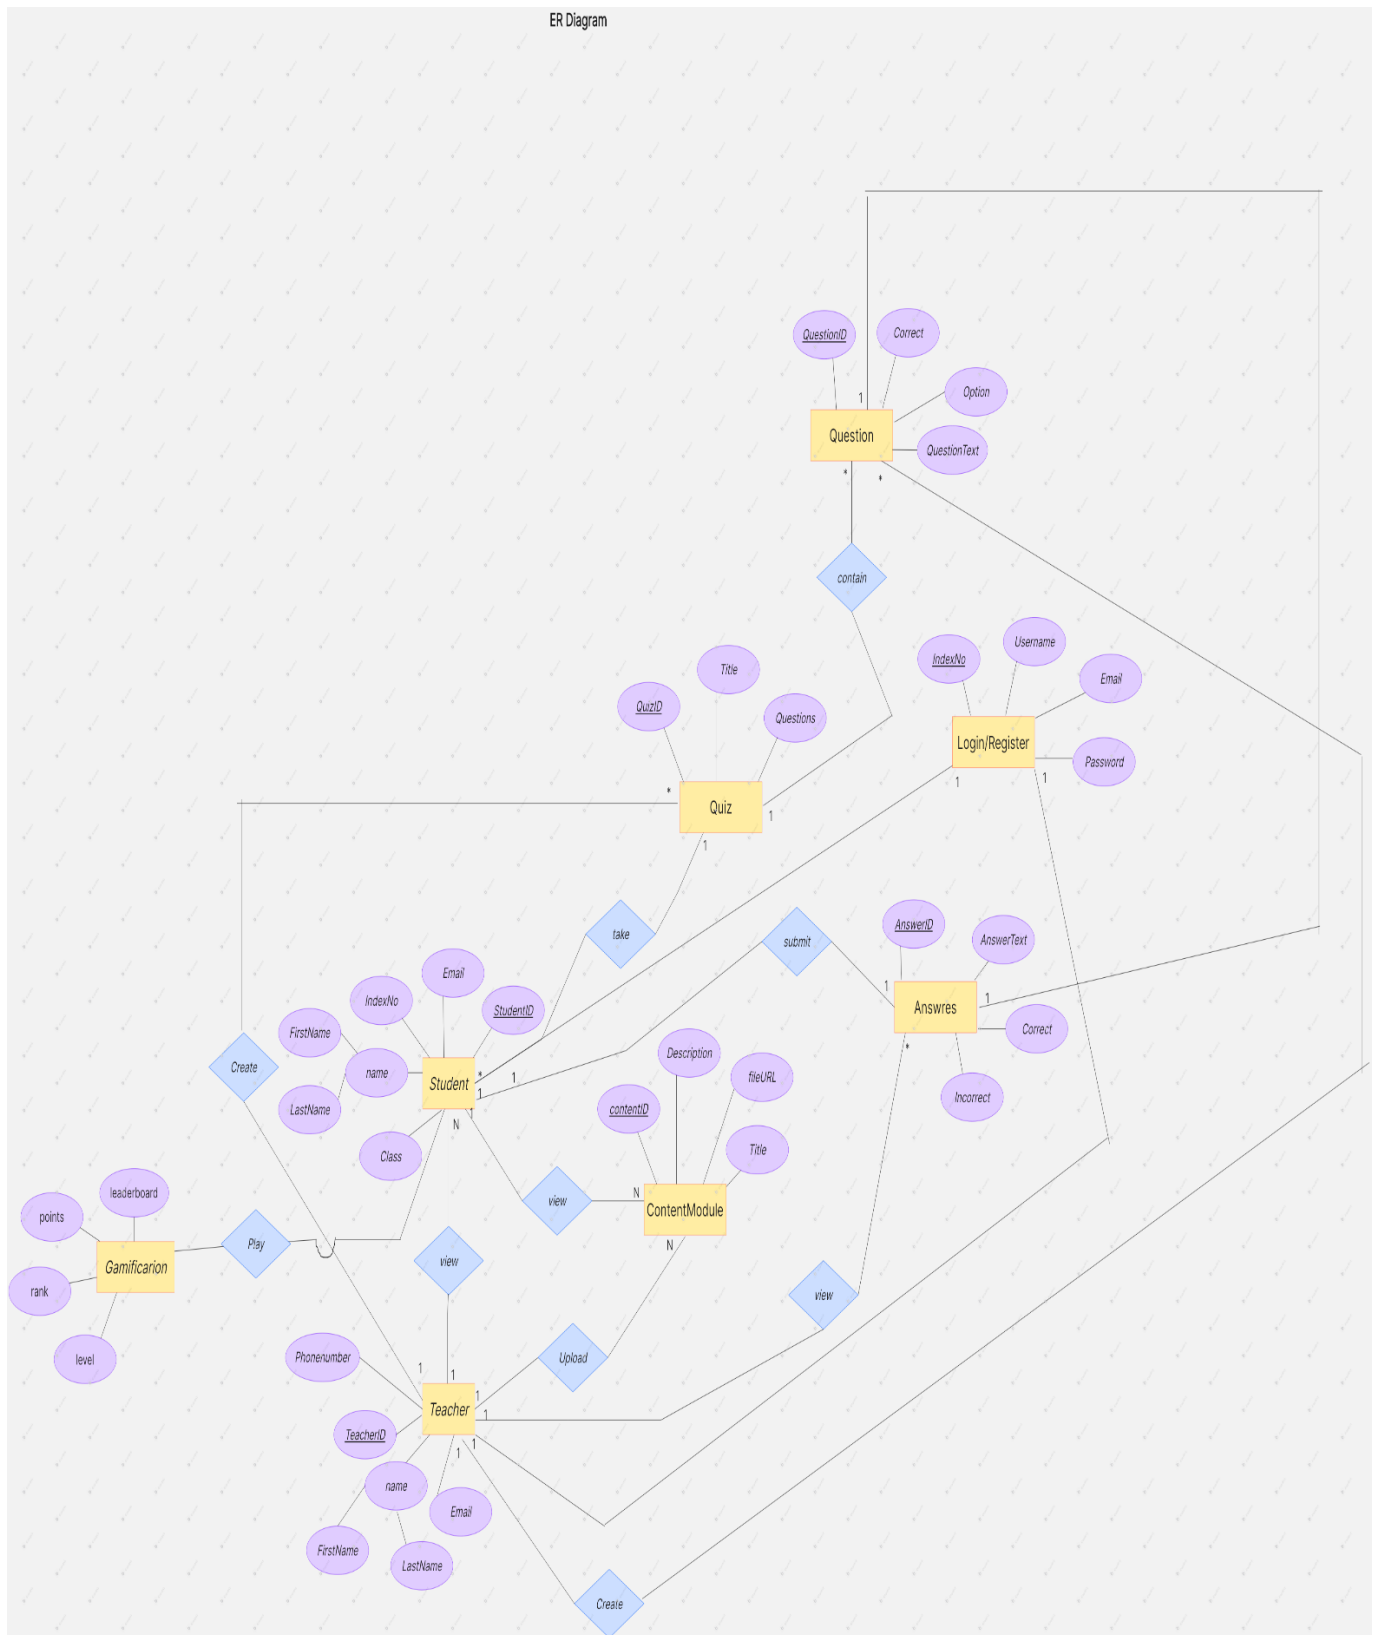 ER Diagram
QuestionID
Correct
Option
1
Question
QuestionText
*
*
contain
Username
IndexNo
Title
Email
QuizID
Questions
Login/Register
Password
1
1
*
Quiz
1
1
AnswerID
take
submit
AnswerText
Email
IndexNo
StudentID
1
1
Answres
FirstName
Correct
*
Description
Create
name
Student
*
1
fileURL
1
LastName
contentID
Incorrect
1
N
Title
Class
leaderboard
N
view
points
ContentModule
Play
N
view
Gamificarion
rank
view
level
Phonenumber
Upload
1
1
1
Teacher
1
TeacherID
1
1
name
Email
FirstName
LastName
Create